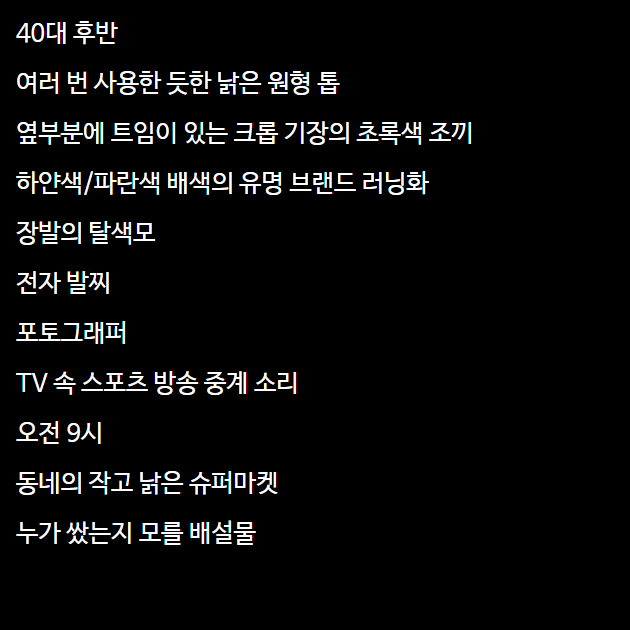 40대 후반
여러 번 사용한 듯한 낡은 원형 톱
옆부분에 트임이 있는 크롭 기장의 초록색 조끼
하얀색/파란색 배색의 유명 브랜드 러닝화
장발의 탈색모
전자 발찌
포토그래퍼
TV 속 스포츠 방송 중계 소리
오전 9시
동네의 작고 낡은 슈퍼마켓
누가 쌌는지 모를 배설물